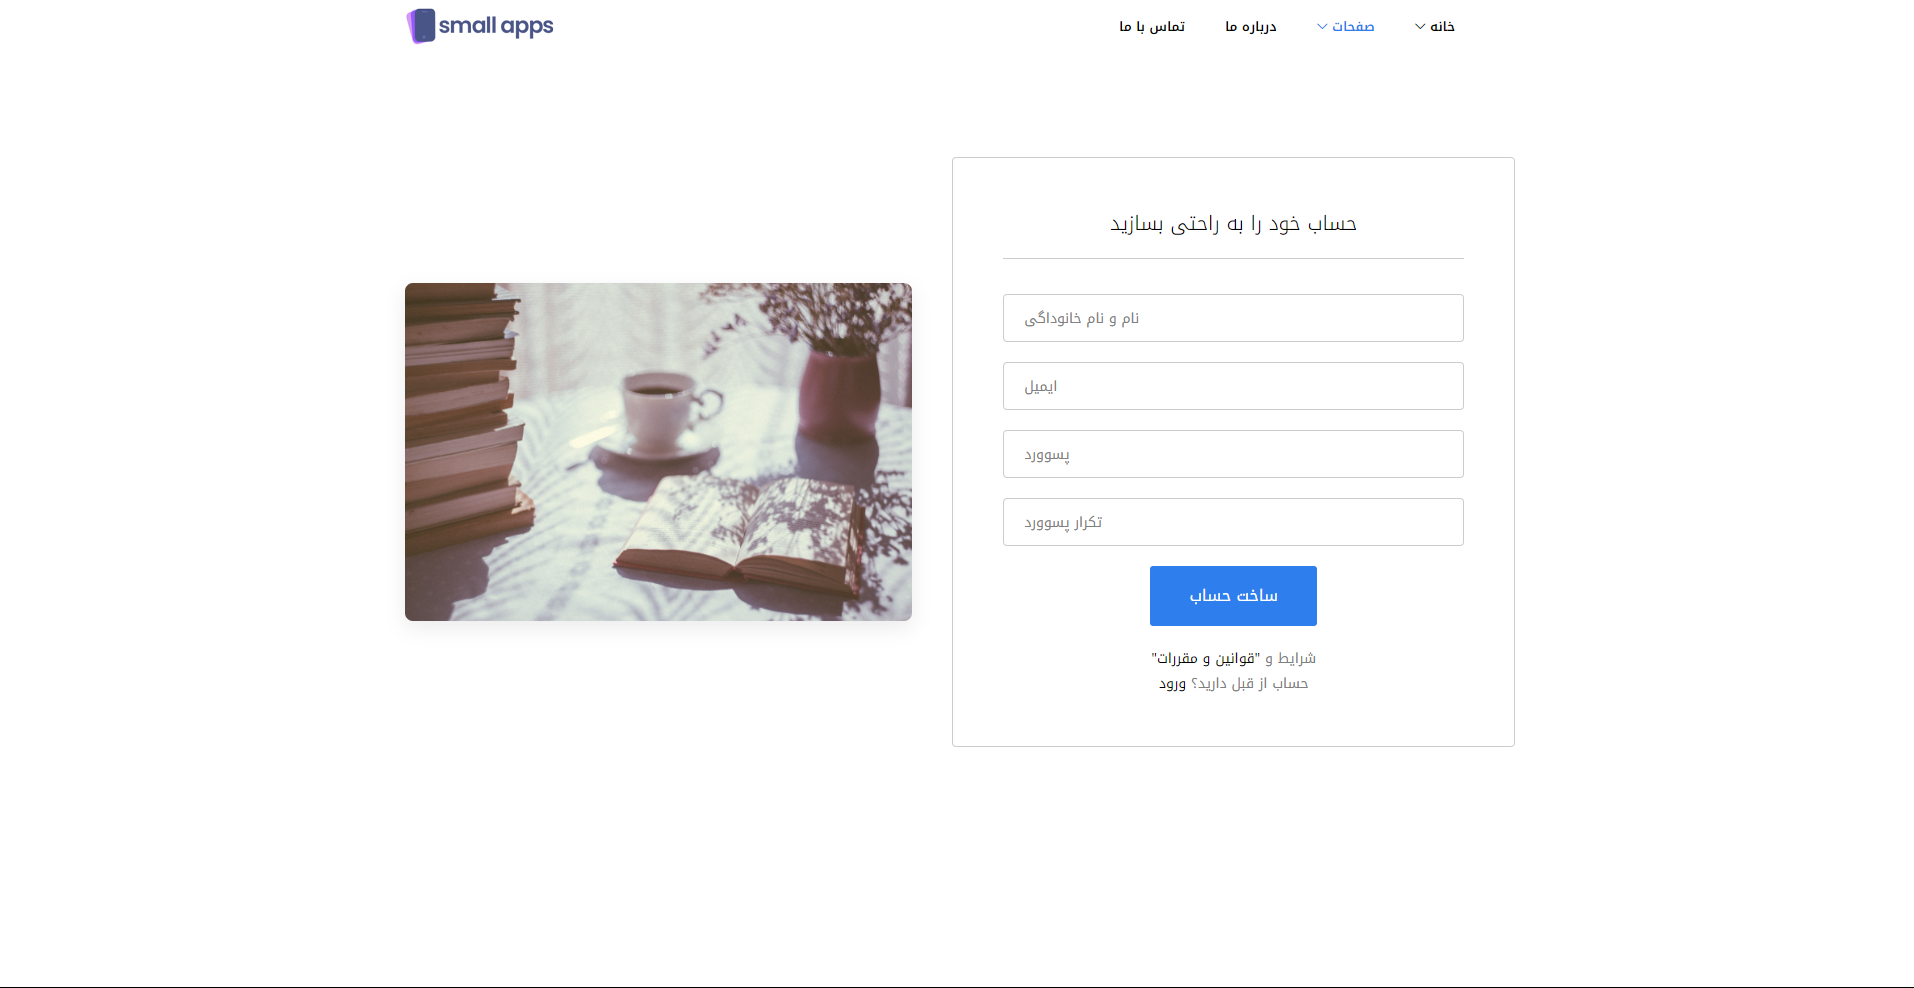 small apps
خانه
صفحات
درباره ما
تماس با ما
حساب خود را به راحتی بسازید
نام و نام خانوداگی
ایمیل
پسوورد
تکرار پسوورد
ساخت حساب
شرایط و "قوانین و مقررات"
حساب از قبل دارید؟ ورود